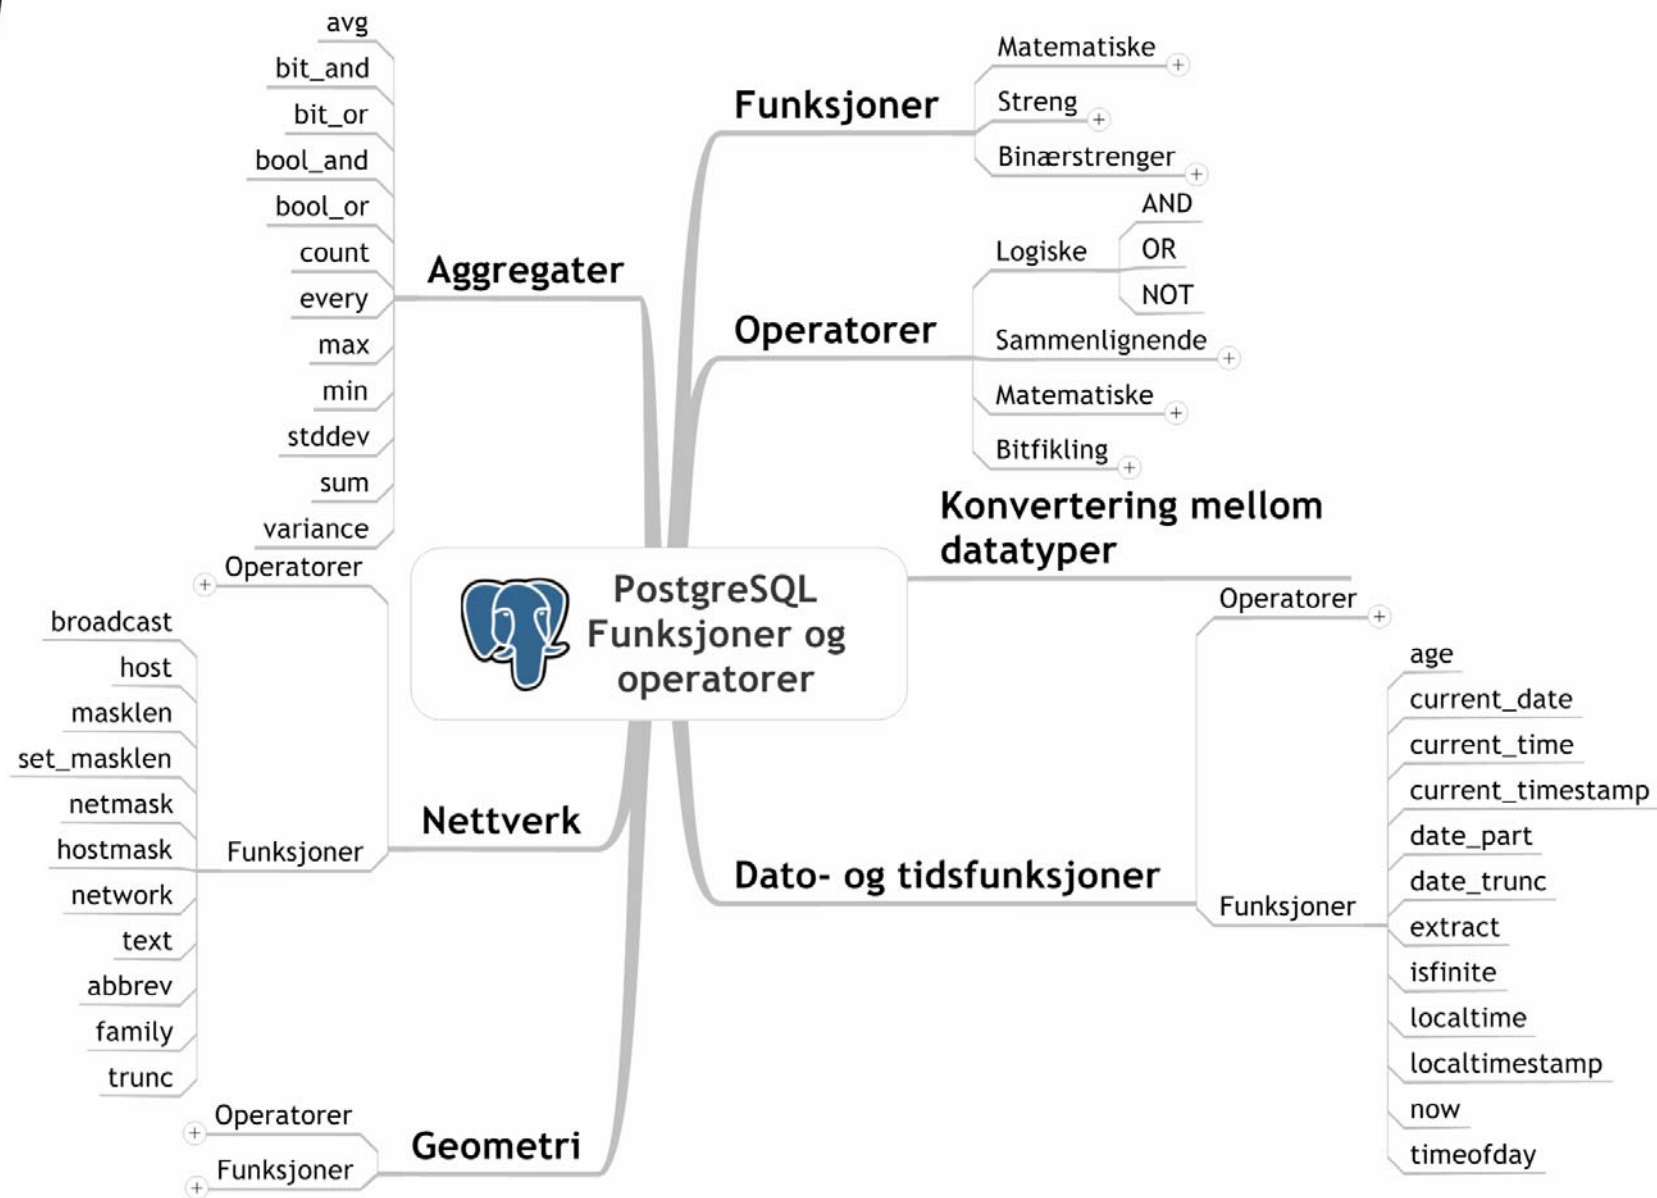 PostgreSQL
Funksjoner og
operatorer
Funksjoner
Matematiske
Streng
Binærstrenger
Operatorer
Logiske
AND
OR
NOT
Sammenlignende
Matematiske
Bitfikling
Konvertering mellom
datatyper
Dato- og tidsfunksjoner
Operatorer
Funksjoner
age
current_date
current_time
current_timestamp
date_part
date_trunc
extract
isfinite
localtime
localtimestamp
now
timeofday
Aggregater
avg
bit_and
bit_or
bool_and
bool_or
count
every
max
min
stddev
sum
variance
Nettverk
Operatorer
Funksjoner
broadcast
host
masklen
set_masklen
netmask
hostmask
network
text
abbrev
family
trunc
Geometri
Operatorer
Funksjoner